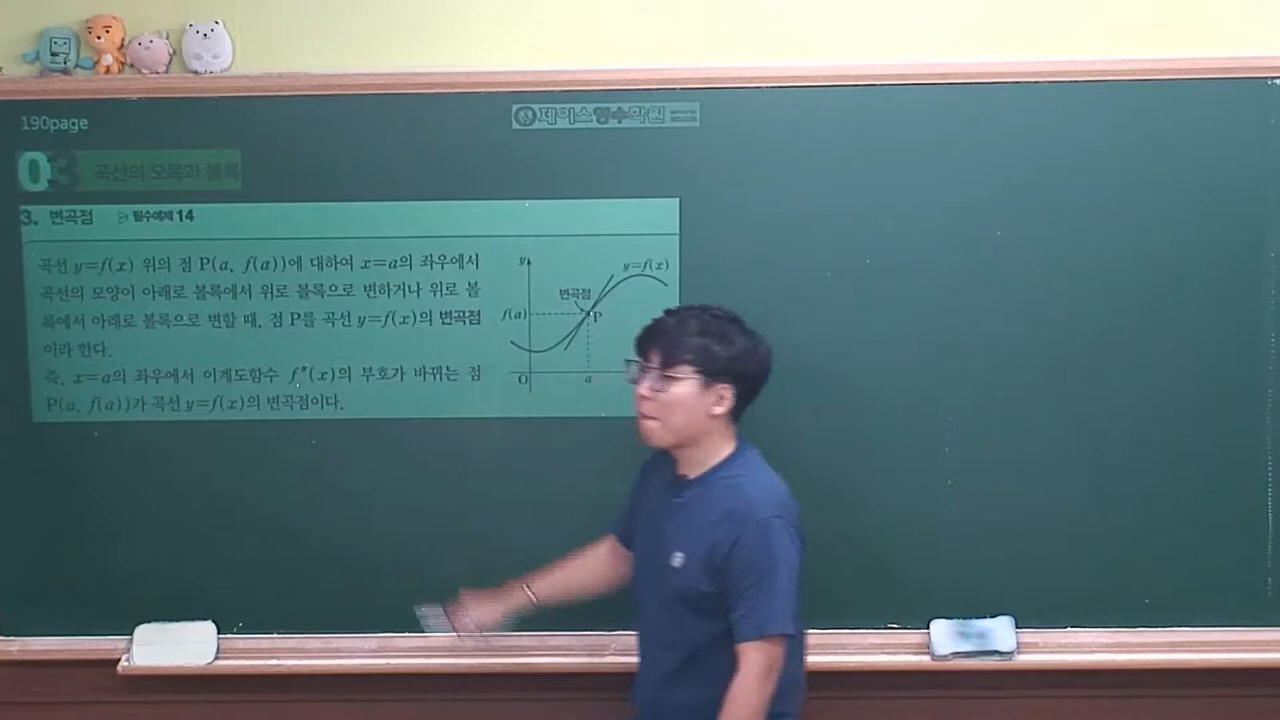 190page
제이스영수학원
03 곡선의 오목과 볼록
3. 변곡점 ▷ 필수예제 14
곡선 y=f(x) 위의 점 P(a, f(a))에 대하여 x=a의 좌우에서
곡선의 모양이 아래로 볼록에서 위로 볼록으로 변하거나 위로 볼
록에서 아래로 볼록으로 변할 때, 점 P를 곡선 y=f(x)의 변곡점
이라 한다.
즉, x=a의 좌우에서 이계도함수 f″(x)의 부호가 바뀌는 점
P(a, f(a))가 곡선 y=f(x)의 변곡점이다.
y
y=f(x)
변곡점
f(a)
P
O
a